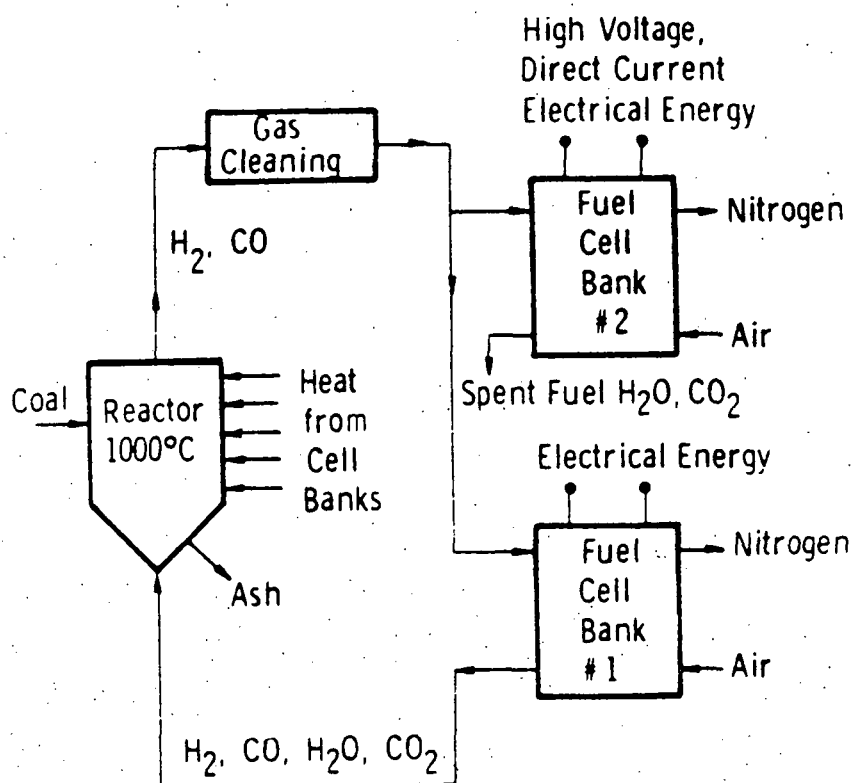 High Voltage,
Direct Current
Electrical Energy
Gas
Cleaning
Fuel
Cell
Bank
#2
Nitrogen
Air
H2, CO
Spent Fuel H2O, CO2
Coal
Reactor
1000°C
Heat
from
Cell
Banks
Ash
Electrical Energy
Fuel
Cell
Bank
#1
Nitrogen
Air
H2, CO, H2O, CO2